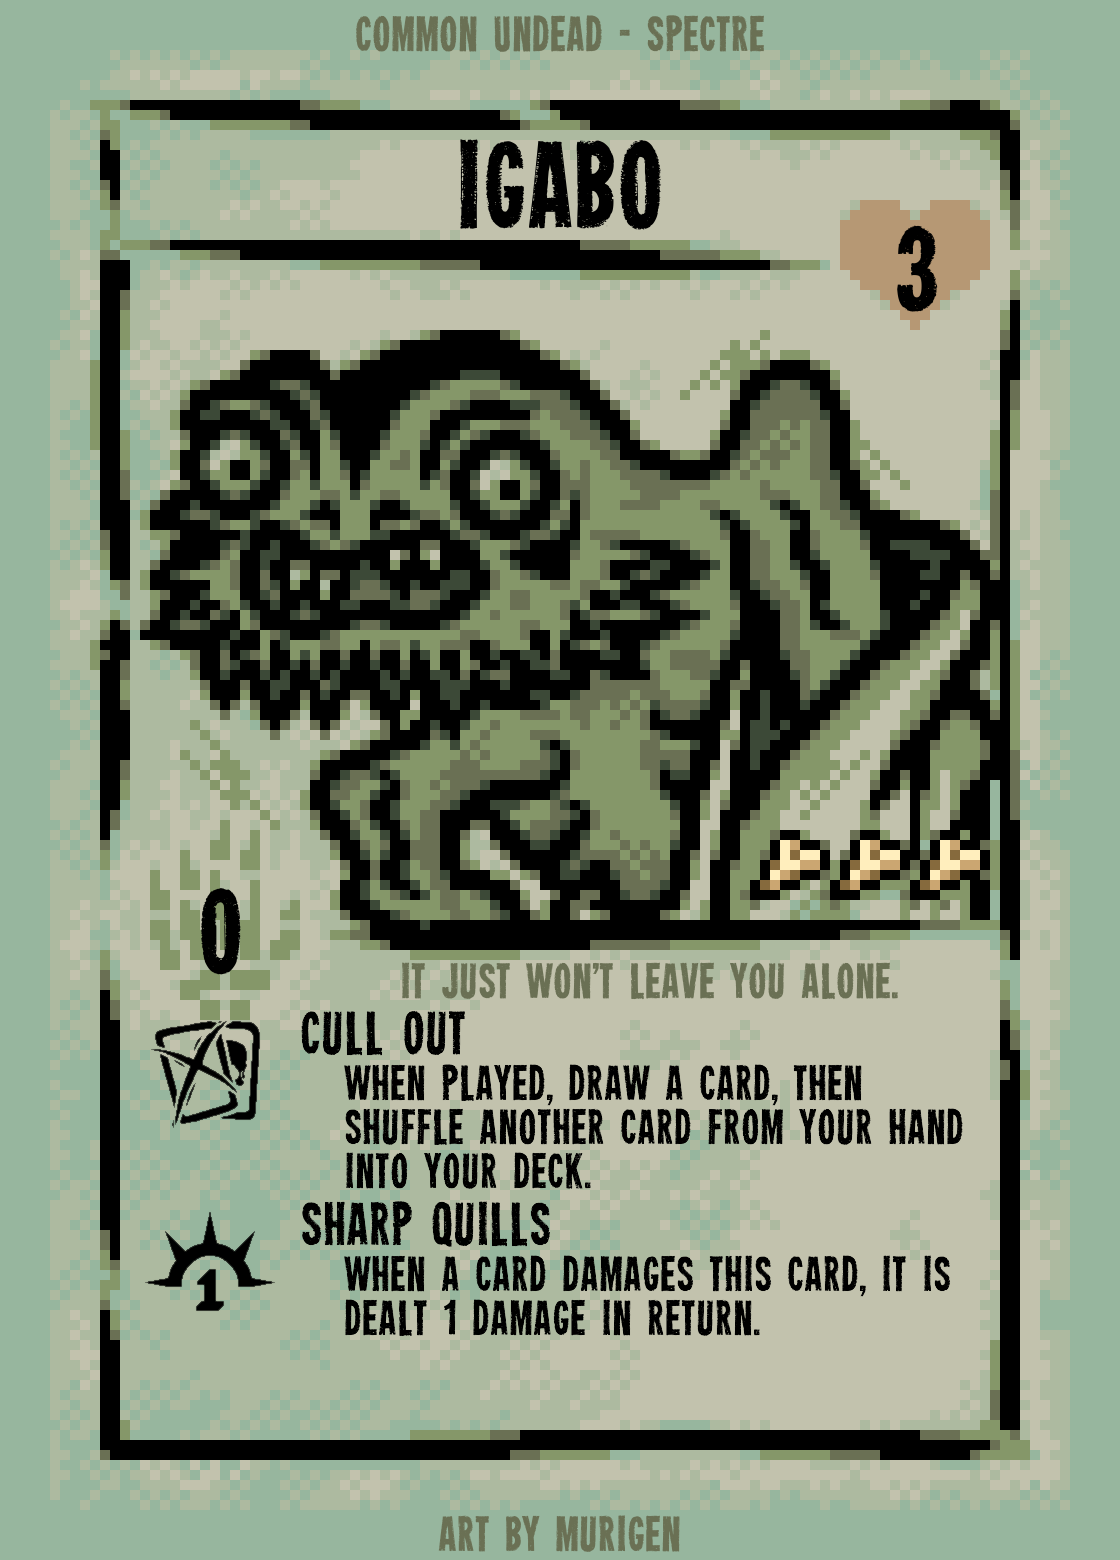 COMMON UNDEAD - SPECTRE
IGABO
3
0
IT JUST WON'T LEAVE YOU ALONE.
CULL OUT
WHEN PLAYED, DRAW A CARD, THEN
SHUFFLE ANOTHER CARD FROM YOUR HAND
INTO YOUR DECK.
SHARP QUILLS
1
WHEN A CARD DAMAGES THIS CARD, IT IS
DEALT 1 DAMAGE IN RETURN.
ART BY MURIGEN